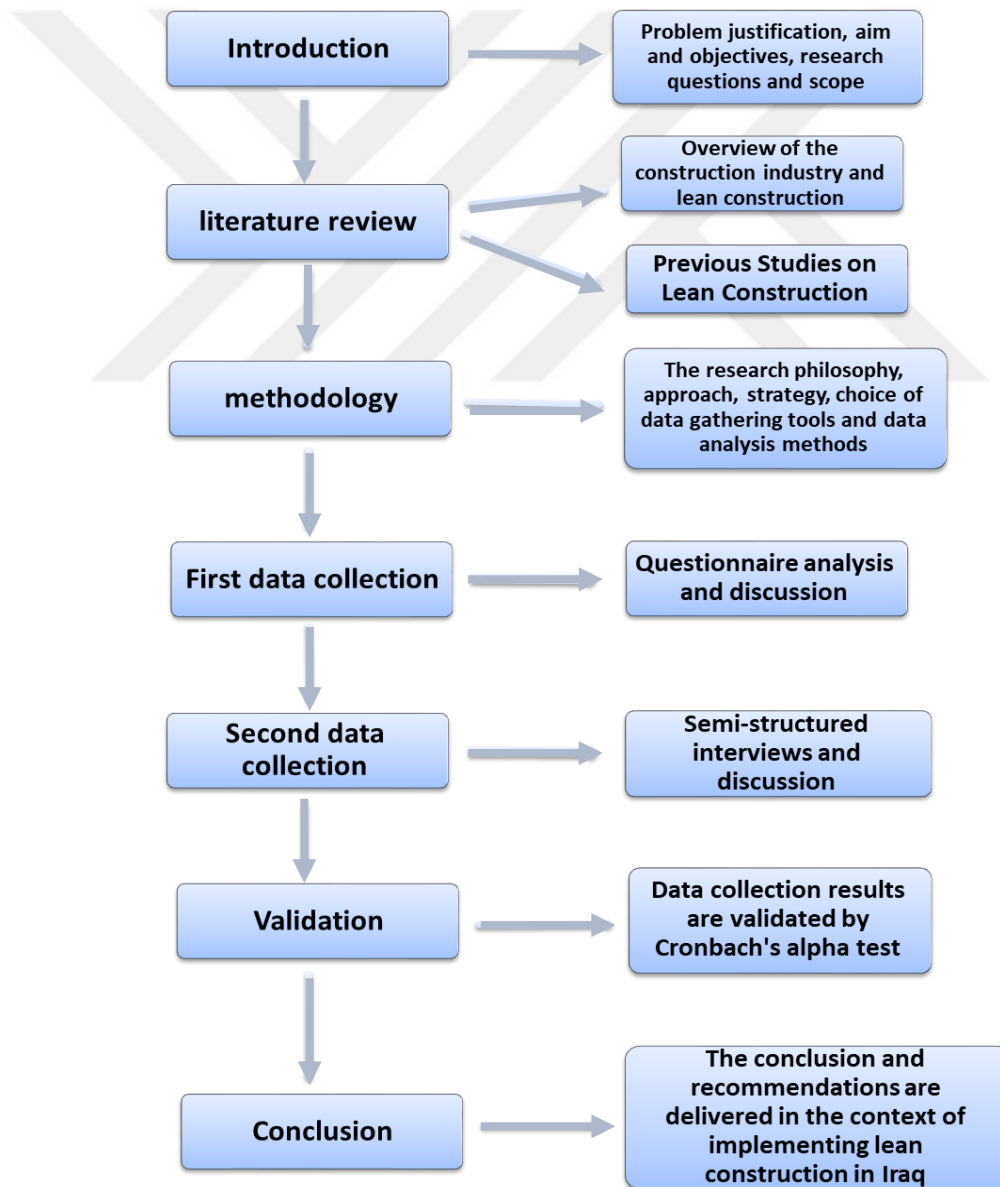 Introduction
Problem justification, aim
and objectives, research
questions and scope
literature review
Overview of the
construction industry and
lean construction
Previous Studies on
Lean Construction
methodology
The research philosophy,
approach, strategy, choice of
data gathering tools and data
analysis methods
First data collection
Questionnaire analysis
and discussion
Second data
collection
Semi-structured
interviews and
discussion
Validation
Data collection results
are validated by
Cronbach's alpha test
Conclusion
The conclusion and
recommendations are
delivered in the context of
implementing lean
construction in Iraq